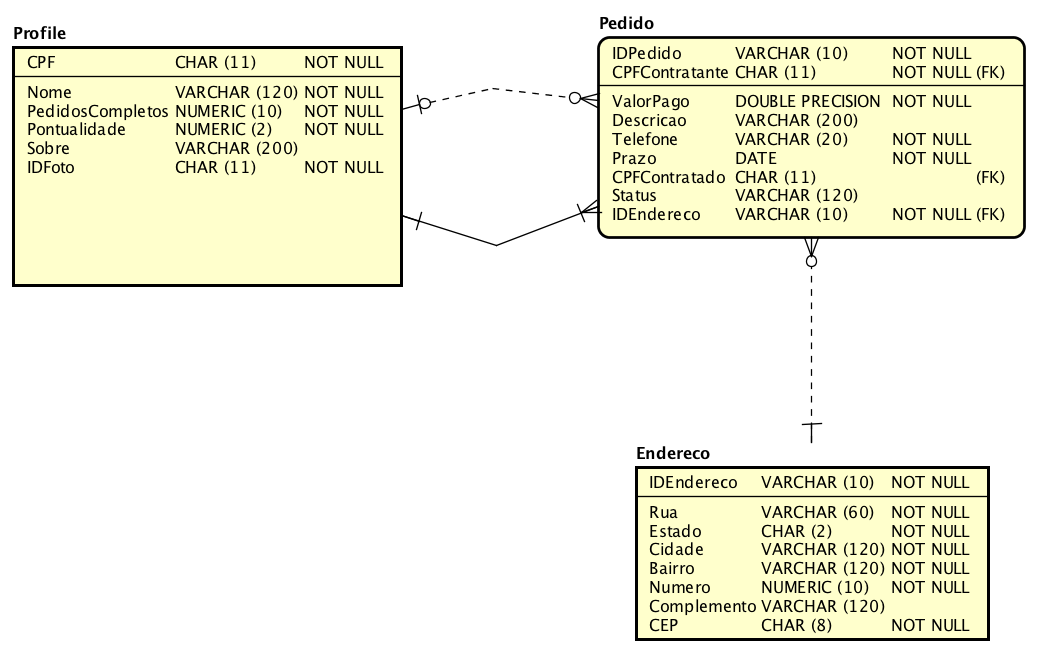 Profile
CPF CHAR (11) NOT NULL
Nome VARCHAR (120) NOT NULL
PedidosCompletos NUMERIC (10) NOT NULL
Pontualidade NUMERIC (2) NOT NULL
Sobre VARCHAR (200)
IDFoto CHAR (11) NOT NULL
Pedido
IDPedido VARCHAR (10) NOT NULL
CPFContratante CHAR (11) NOT NULL (FK)
ValorPago DOUBLE PRECISION NOT NULL
Descricao VARCHAR (200)
Telefone VARCHAR (20) NOT NULL
Prazo DATE NOT NULL
CPFContratado CHAR (11) (FK)
Status VARCHAR (120)
IDEndereco VARCHAR (10) NOT NULL (FK)
Endereco
IDEndereco VARCHAR (10) NOT NULL
Rua VARCHAR (60) NOT NULL
Estado CHAR (2) NOT NULL
Cidade VARCHAR (120) NOT NULL
Bairro VARCHAR (120) NOT NULL
Numero NUMERIC (10) NOT NULL
Complemento VARCHAR (120)
CEP CHAR (8) NOT NULL